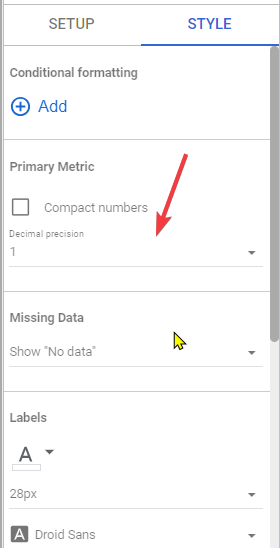 SETUP STYLE
Conditional formatting
Add
Primary Metric
Compact numbers
Decimal precision
1
Missing Data
Show "No data"
Labels
A
28px
A Droid Sans